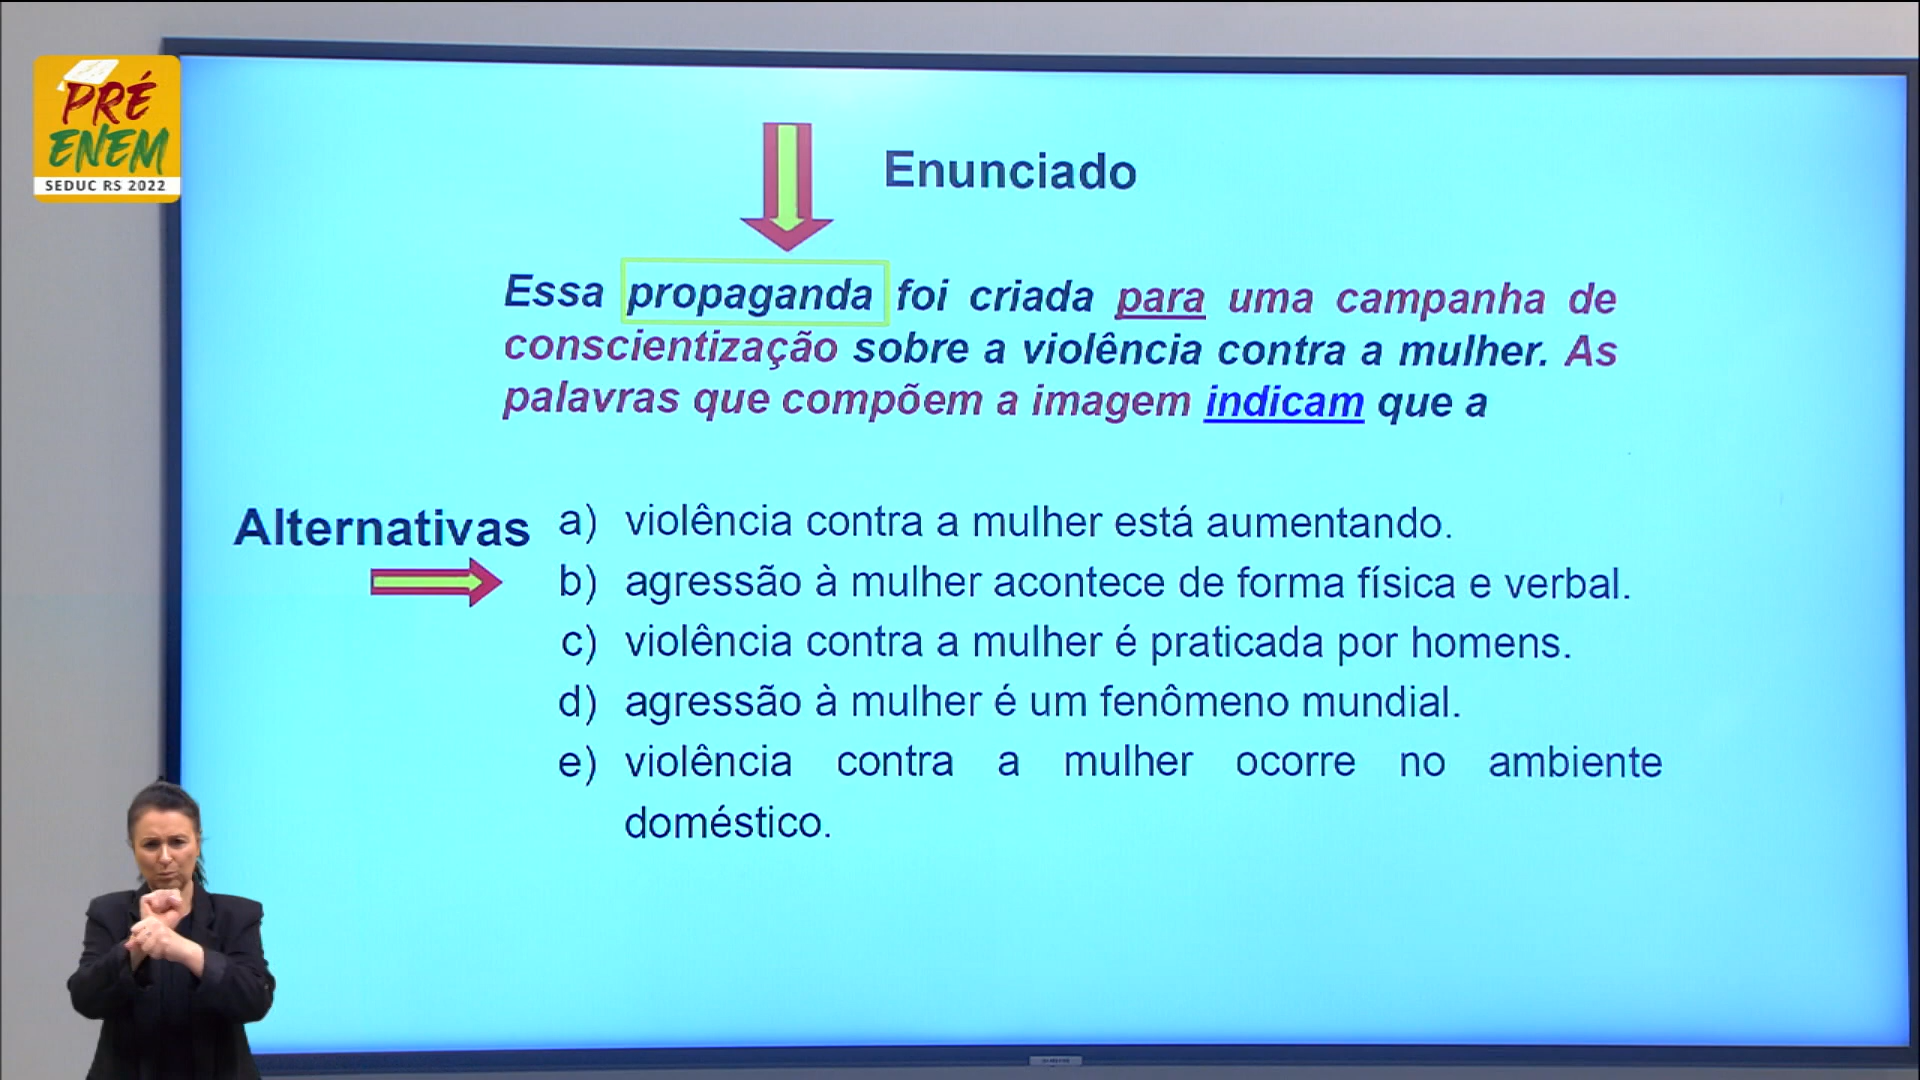 PRÉ
ENEM
SEDUC RS 2022
Enunciado
Essa propaganda foi criada para uma campanha de
conscientização sobre a violência contra a mulher. As
palavras que compõem a imagem indicam que a
Alternativas
a) violência contra a mulher está aumentando.
b) agressão à mulher acontece de forma física e verbal.
c) violência contra a mulher é praticada por homens.
d) agressão à mulher é um fenômeno mundial.
e) violência contra a mulher ocorre no ambiente
doméstico.